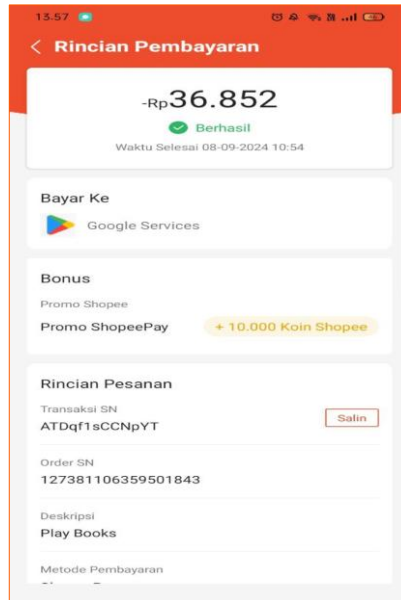 13.57
Rincian Pembayaran
-Rp36.852
Berhasil
Waktu Selesai 08-09-2024 10:54
Bayar Ke
Google Services
Bonus
Promo Shopee
Promo ShopeePay + 10.000 Koin Shopee
Rincian Pesanan
Transaksi SN
ATDqf1sCCNpYT Salin
Order SN
127381106359501843
Deskripsi
Play Books
Metode Pembayaran